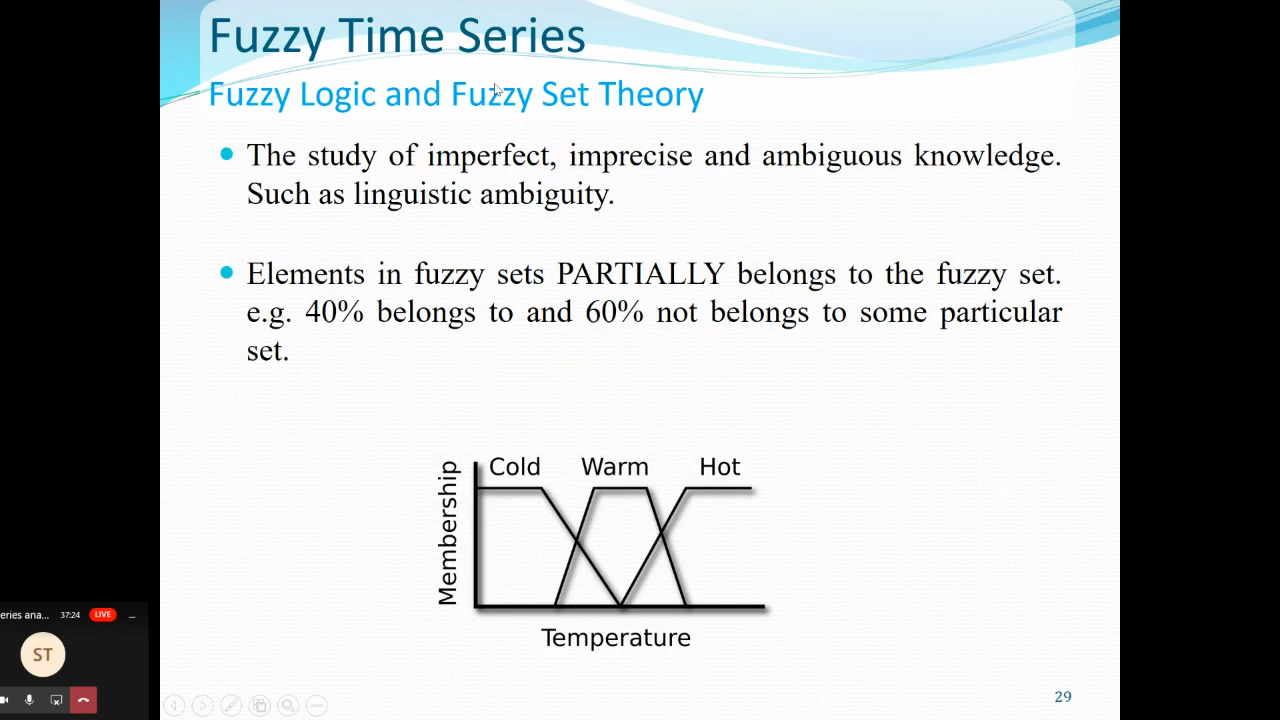 Fuzzy Time Series
Fuzzy Logic and Fuzzy Set Theory
The study of imperfect, imprecise and ambiguous knowledge.
Such as linguistic ambiguity.
Elements in fuzzy sets PARTIALLY belongs to the fuzzy set.
e.g. 40% belongs to and 60% not belongs to some particular
set.
Cold Warm Hot
Membership
Temperature
eries ana... 37:24 LIVE
ST
29